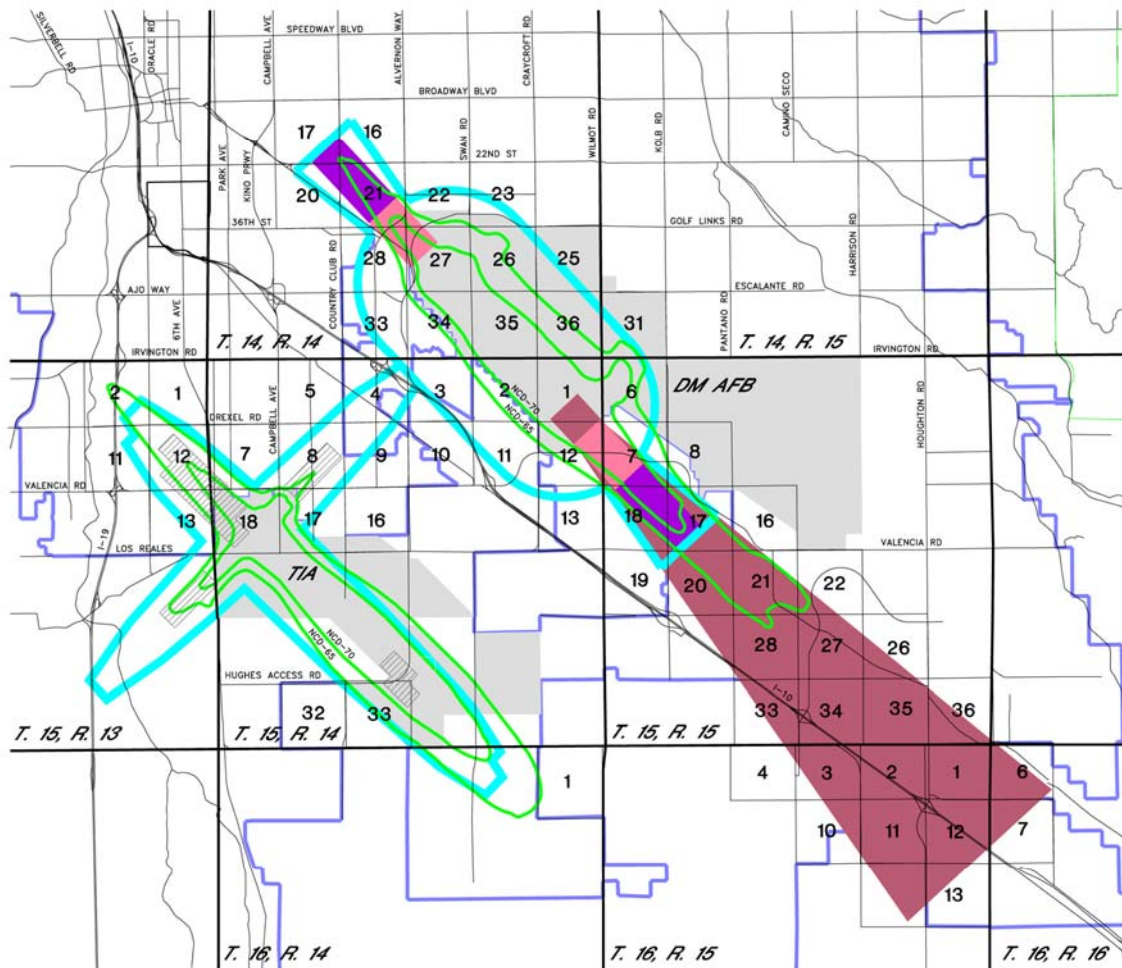 SILVERBELL RD
I-10
ORACLE RD
CAMPBELL AVE
SPEEDWAY BLVD
ALVERNON WAY
CRAYCROFT RD
BROADWAY BLVD
CAMINO SECO
17
16
PARK AVE
KINO PRWY
SWAN RD
22ND ST
WILMOT RD
KOLB RD
20
21
22
23
36TH ST
GOLF LINKS RD
HARRISON RD
COUNTRY CLUB RD
28
27
26
25
AJO WAY
ESCALANTE RD
6TH AVE
PANTANO RD
33
34
35
36
31
IRVINGTON RD
T. 14, R. 14
T. 14, R. 15
IRVINGTON RD
2
1
5
4
3
2
1
6
DM AFB
HOUGHTON RD
DREXEL RD
CAMPBELL AVE
NCD-70
NCD-65
11
12
7
8
9
10
11
12
7
8
VALENCIA RD
13
18
17
16
13
18
17
16
I-19
LOS REALES
VALENCIA RD
TIA
19
20
21
22
NCD-70
NCD-65
28
27
26
HUGHES ACCESS RD
I-10
32
33
33
34
35
36
T. 15, R. 13
T. 15, R. 14
T. 15, R. 15
1
4
3
2
1
6
10
11
12
7
13
T. 16, R. 14
T. 16, R. 15
T. 16, R. 16